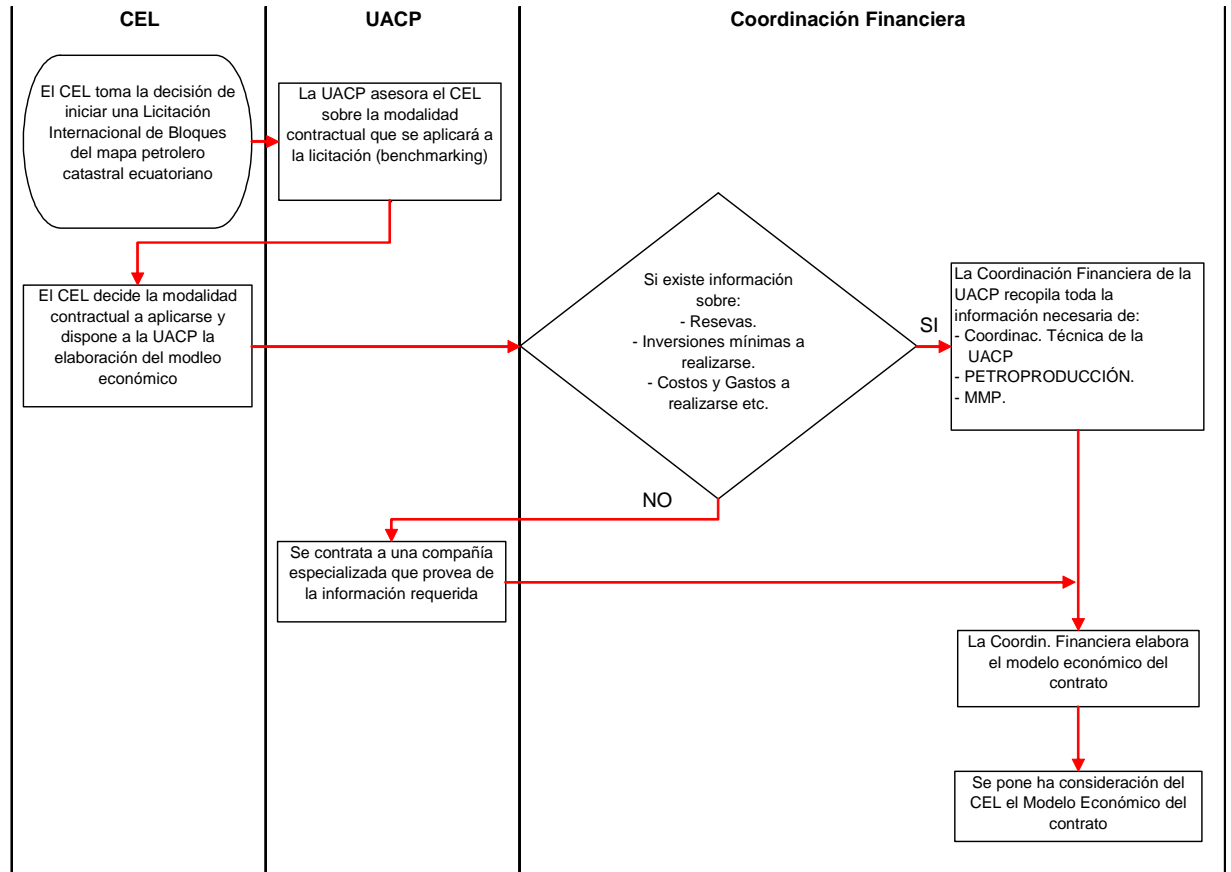 CEL
UACP
Coordinación Financiera
El CEL toma la decisión de
iniciar una Licitación
Internacional de Bloques
del mapa petrolero
catastral ecuatoriano
La UACP asesora el CEL
sobre la modalidad
contractual que se aplicará a
la licitación (benchmarking)
El CEL decide la modalidad
contractual a aplicarse y
dispone a la UACP la
elaboración del modleo
económico
Si existe información
sobre:
- Resevas.
- Inversiones mínimas a
realizarse.
- Costos y Gastos a
realizarse etc.
SI
La Coordinación Financiera de la
UACP recopila toda la
información necesaria de:
- Coordinac. Técnica de la
UACP
- PETROPRODUCCIÓN.
- MMP.
NO
Se contrata a una compañía
especializada que provea de
la información requerida
La Coordin. Financiera elabora
el modelo económico del
contrato
Se pone ha consideración del
CEL el Modelo Económico del
contrato